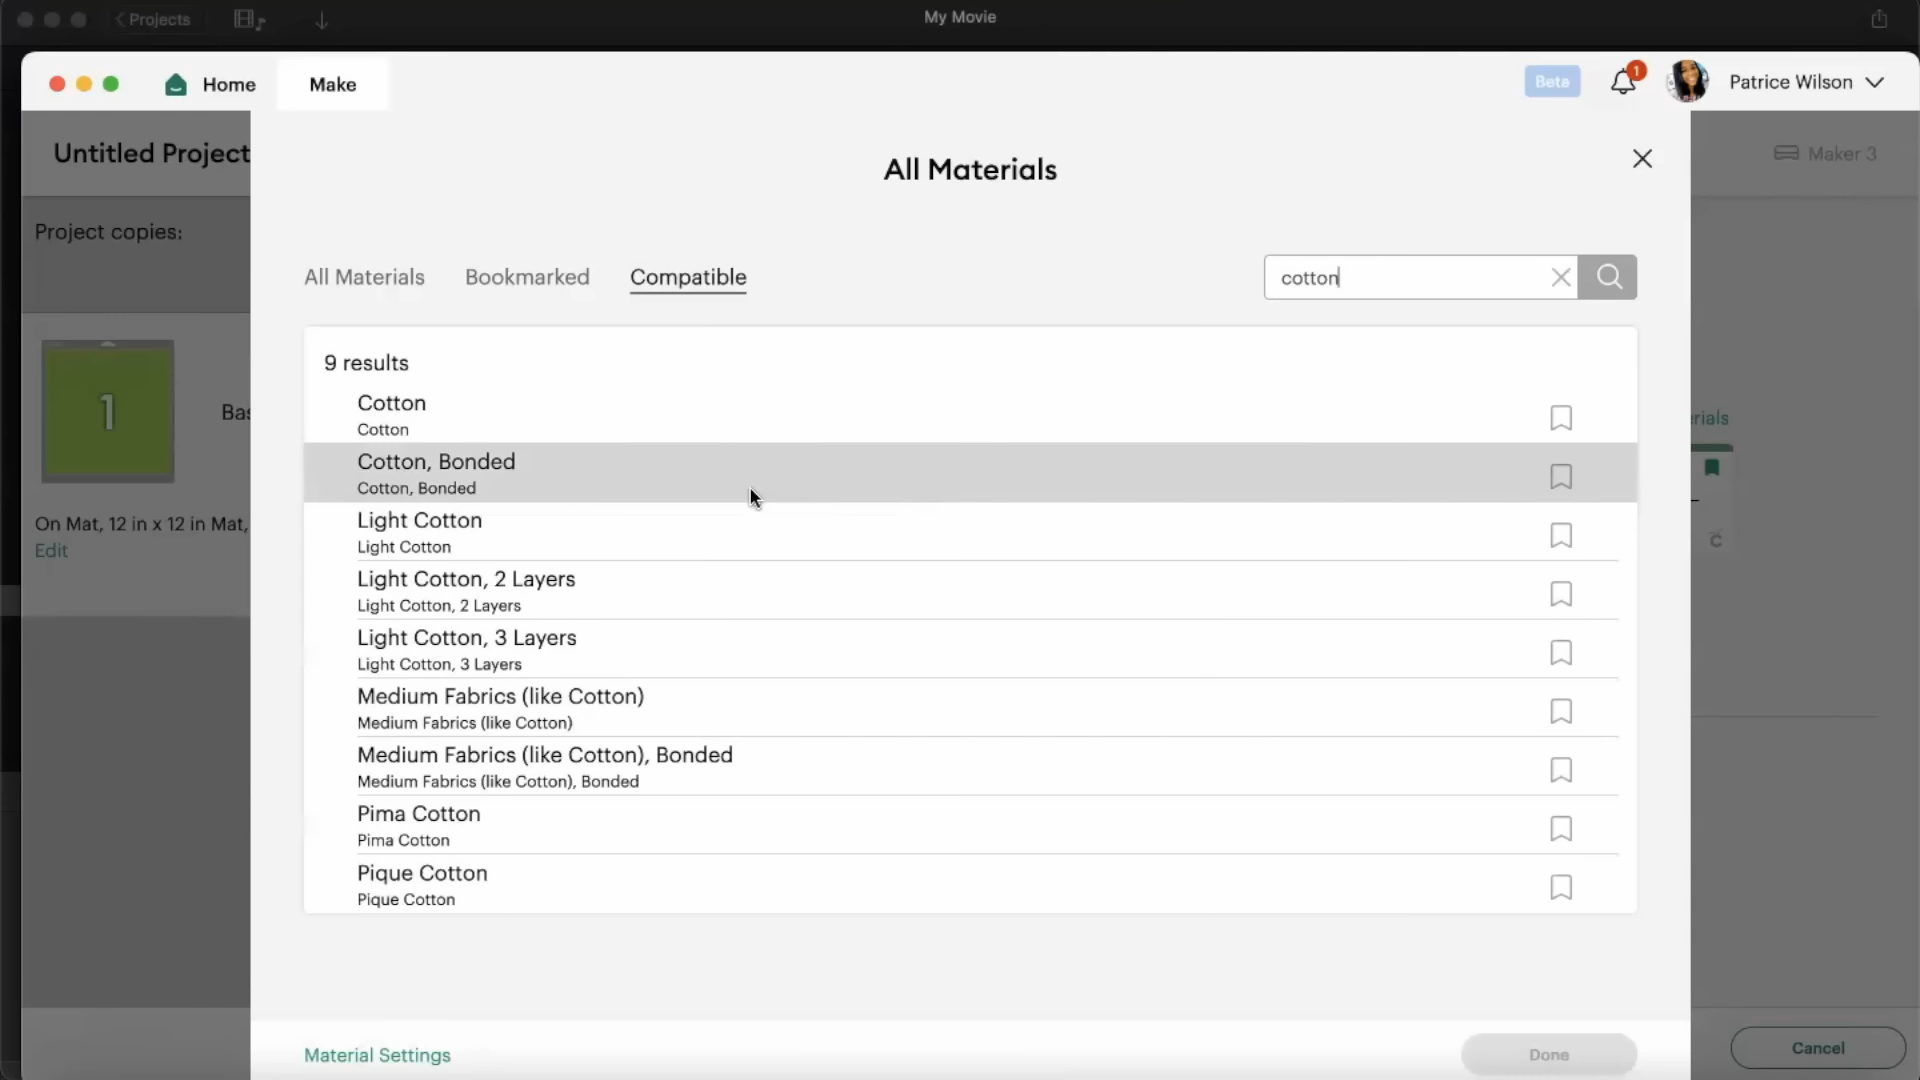 Projects
My Movie
Home
Make
Beta
1
Patrice Wilson
Untitled Project
All Materials
Maker 3
Project copies:
All Materials
Bookmarked
Compatible
cotton
9 results
Cotton
Cotton
Cotton, Bonded
Cotton, Bonded
Light Cotton
Light Cotton
Light Cotton, 2 Layers
Light Cotton, 2 Layers
Light Cotton, 3 Layers
Light Cotton, 3 Layers
Medium Fabrics (like Cotton)
Medium Fabrics (like Cotton)
Medium Fabrics (like Cotton), Bonded
Medium Fabrics (like Cotton), Bonded
Pima Cotton
Pima Cotton
Pique Cotton
Pique Cotton
1
On Mat, 12 in x 12 in Mat,
Edit
Material Settings
Done
Cancel